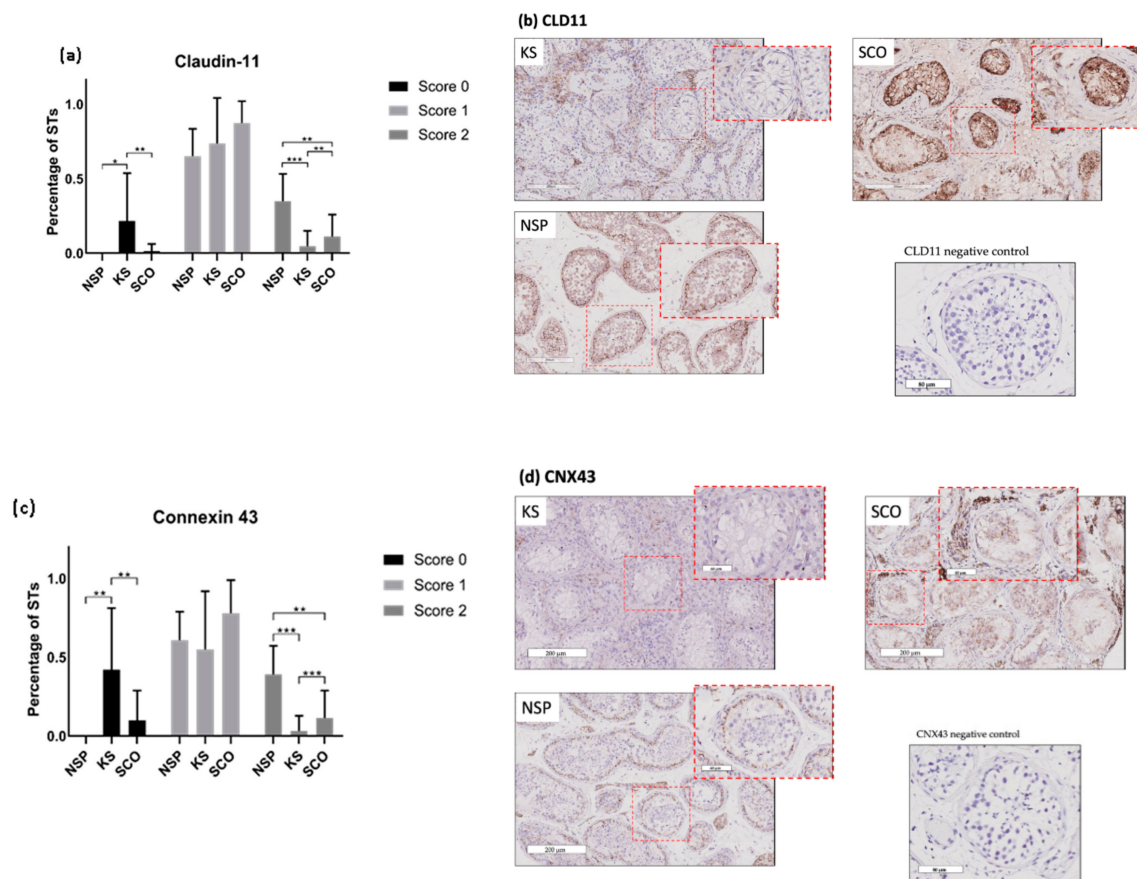 (a)
Claudin-11
Percentage of STs
1.0
0.5
0.0
* ** ** *** **
NSP KS SCO NSP KS SCO NSP KS SCO
Score 0
Score 1
Score 2
(b) CLD11
KS
SCO
NSP
CLD11 negative control
80 μm
(c)
Connexin 43
Percentage of STs
1.0
0.5
0.0
** ** ** *** ***
NSP KS SCO NSP KS SCO NSP KS SCO
Score 0
Score 1
Score 2
(d) CNX43
KS
200 μm
SCO
200 μm
NSP
200 μm
CNX43 negative control
80 μm